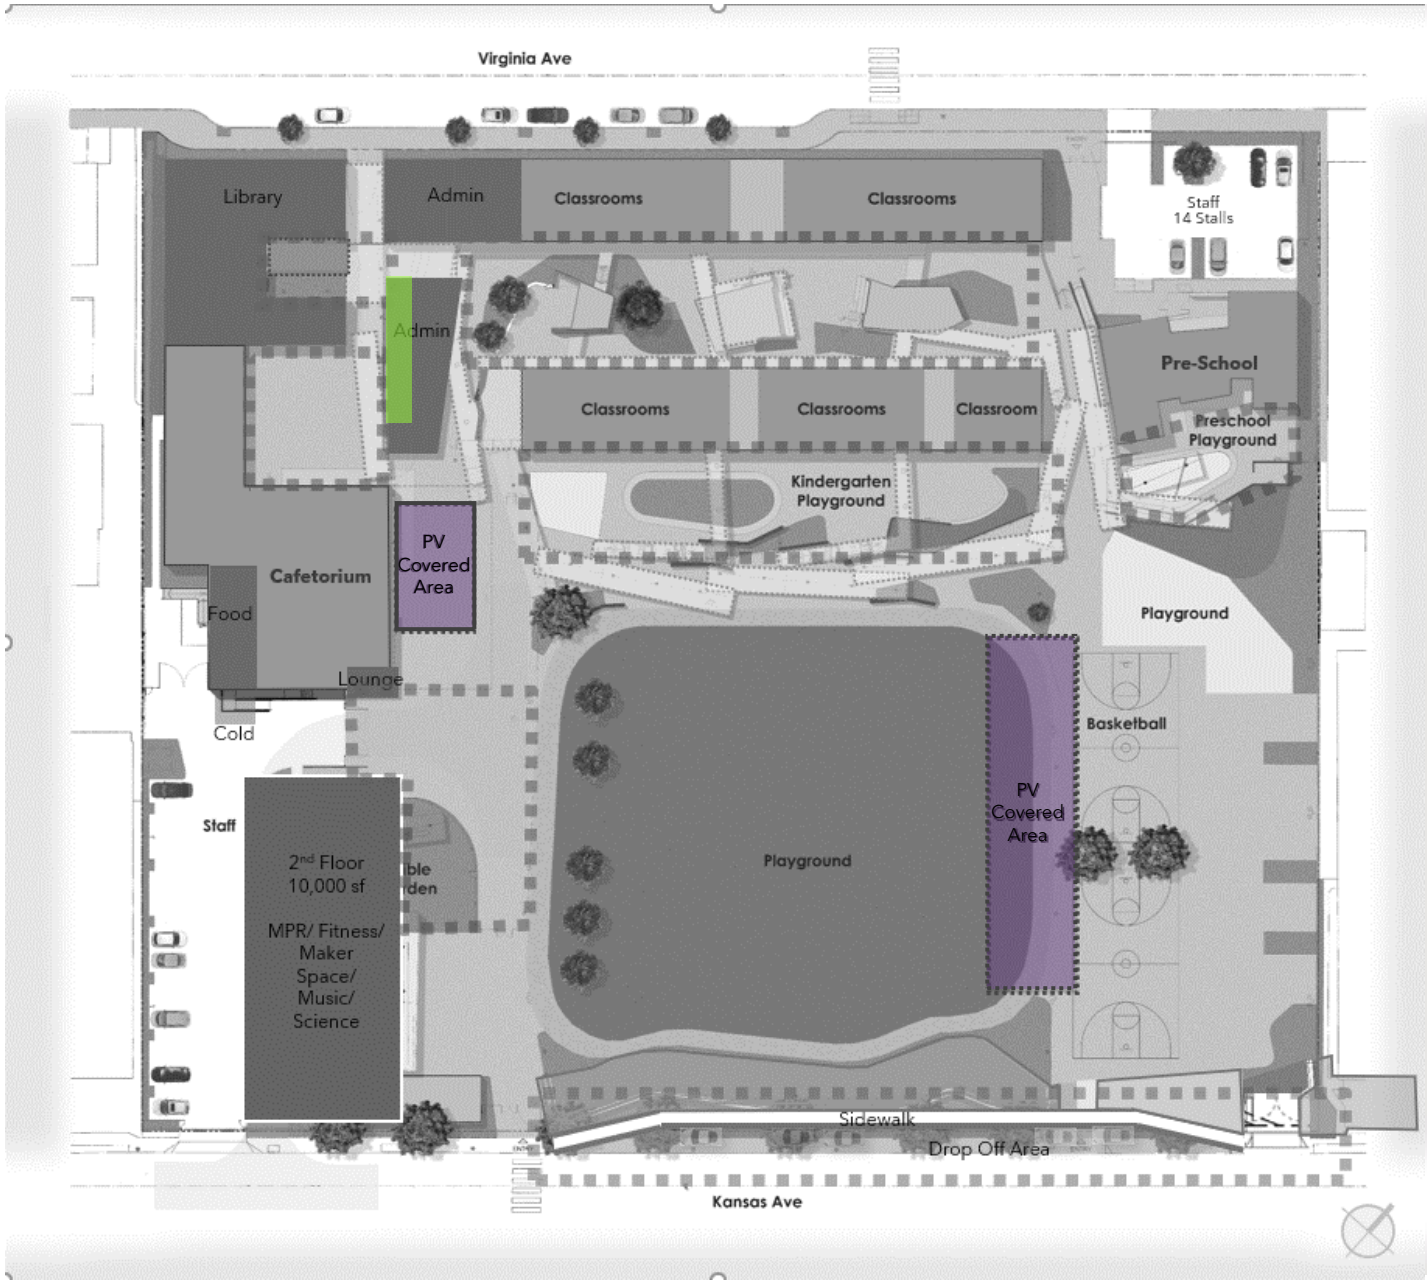 Virginia Ave
Library
Admin
Classrooms
Classrooms
Staff
14 Stalls
Admin
Pre-School
Classrooms
Classrooms
Classroom
Preschool
Playground
Kindergarten
Playground
PV
Covered
Area
Cafetorium
Food
Playground
Lounge
Cold
Basketball
PV
Covered
Area
Staff
2nd Floor
10,000 sf
MPR/ Fitness/
Maker
Space/
Music/
Science
ble
den
Playground
Sidewalk
Drop Off Area
Kansas Ave